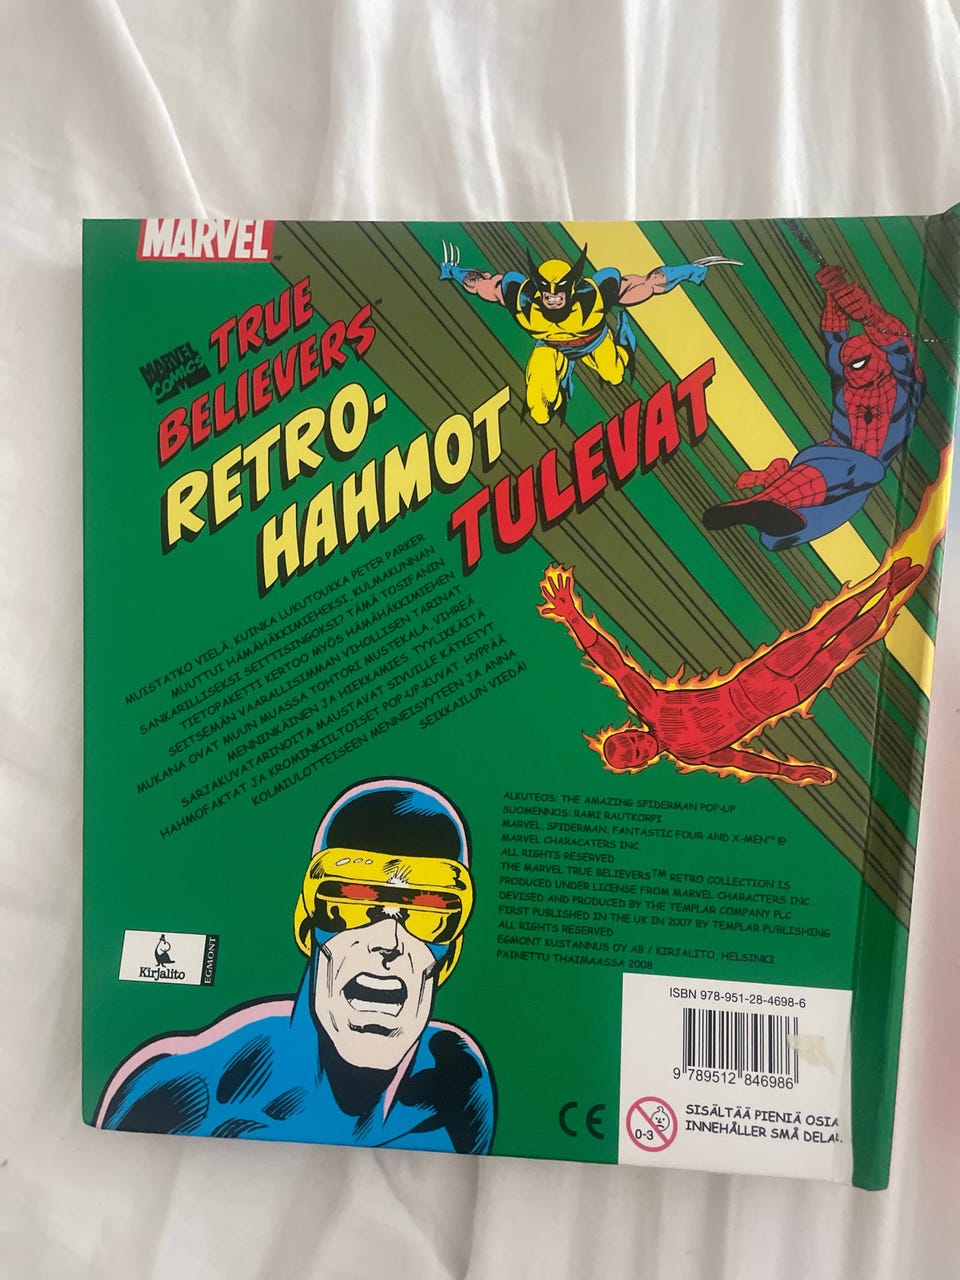 MARVEL
MARVEL
COMICS
TRUE
BELIEVERS™
RETRO-
HAHMOT
TULEVAT
MUISTATKO VIELÄ, KUINKA LUKUTOUKKA PETER PARKER
MUUTTUI HÄMÄHÄKKIMIEHEKSI, KULMAKUNNAN
SANKARILLISEKSI SEITTISINGOKSI? TÄMÄ TOSIFANIN
TIETOPAKETTI KERTOO MYÖS HÄMÄHÄKKIMIEHEN
SEITSEMÄN VAARALLISIMMAN VIHOLLISEN TARINAT.
MUKANA OVAT MUUN MUASSA TOHTORI MUSTEKALA, VIHREÄ
MENNINKÄINEN JA HIEKKAMIES. TYYLIKKÄITÄ
SARJAKUVATARINOITA MAUSTAVAT SIVUILLE KÄTKETYT
HAHMOFAKTAT JA KROMINKIILTOISET POP-UP-KUVAT. HYPPÄÄ
KOLMIULOTTEISEEN MENNEISYYTEEN JA ANNA
SEIKKAILUN VIEDÄ!
ALKUTEOS: THE AMAZING SPIDERMAN POP-UP
SUOMENNOS: RAMI RAUTKORPI
MARVEL, SPIDERMAN, FANTASTIC FOUR AND X-MEN™ @
MARVEL CHARACATERS INC.
ALL RIGHTS RESERVED
THE MARVEL TRUE BELIEVERS™ RETRO COLLECTION IS
PRODUCED UNDER LICENSE FROM MARVEL CHARACTERS INC.
DEVISED AND PRODUCED BY THE TEMPLAR COMPANY PLC
FIRST PUBLISHED IN THE UK IN 2007 BY TEMPLAR PUBLISHING
ALL RIGHTS RESERVED
EGMONT KUSTANNUS OY AB / KIRJALITO, HELSINKI
PAINETTU THAIMAASSA 2008
Kirjalito
EGMONT
ISBN 978-951-28-4698-6
9 789512 846986
CE
0-3
SISÄLTÄÄ PIENIÄ OSIA
INNEHÅLLER SMÅ DELAR.